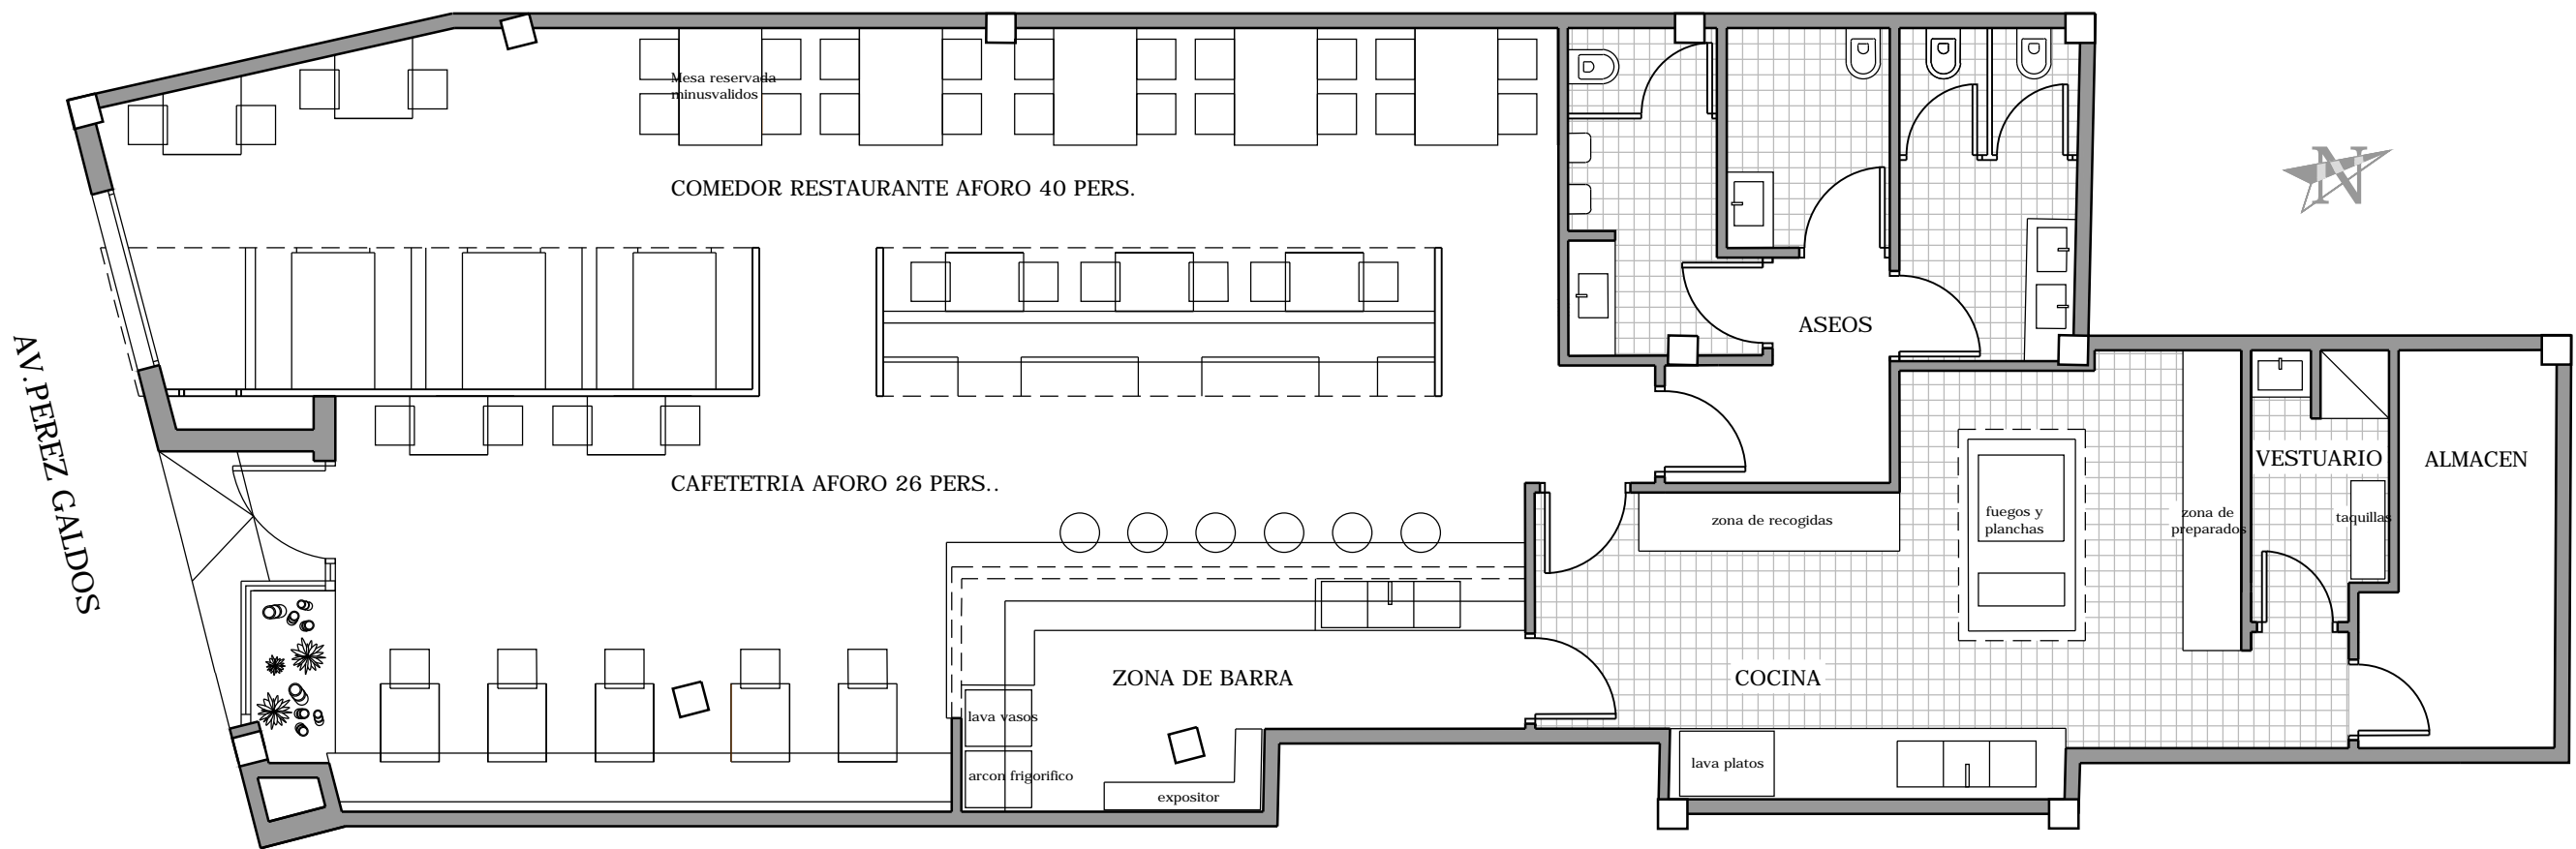 Mesa reservada
minusvalidos
COMEDOR RESTAURANTE AFORO 40 PERS.
N
ASEOS
AV.PEREZ GALDOS
CAFETETRIA AFORO 26 PERS..
VESTUARIO
ALMACEN
zona de recogidas
fuegos y
planchas
zona de
preparados
taquillas
ZONA DE BARRA
COCINA
lava vasos
arcon frigorifico
expositor
lava platos